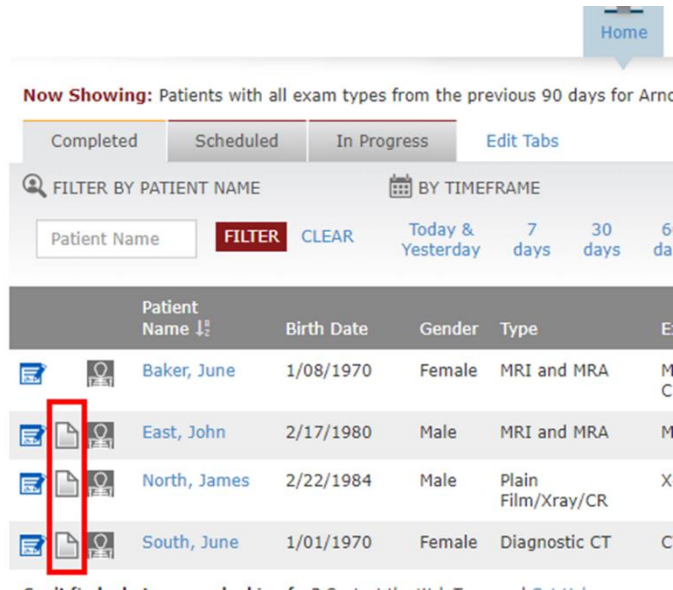 Home
Now Showing: Patients with all exam types from the previous 90 days for
Completed Scheduled In Progress Edit Tabs
FILTER BY PATIENT NAME BY TIMEFRAME
Patient Name FILTER CLEAR Today & Yesterday 7 days 30 days
Patient Name Birth Date Gender Type
Baker, June 1/08/1970 Female MRI and MRA
East, John 2/17/1980 Male MRI and MRA
North, James 2/22/1984 Male Plain Film/Xray/CR
South, June 1/01/1970 Female Diagnostic CT